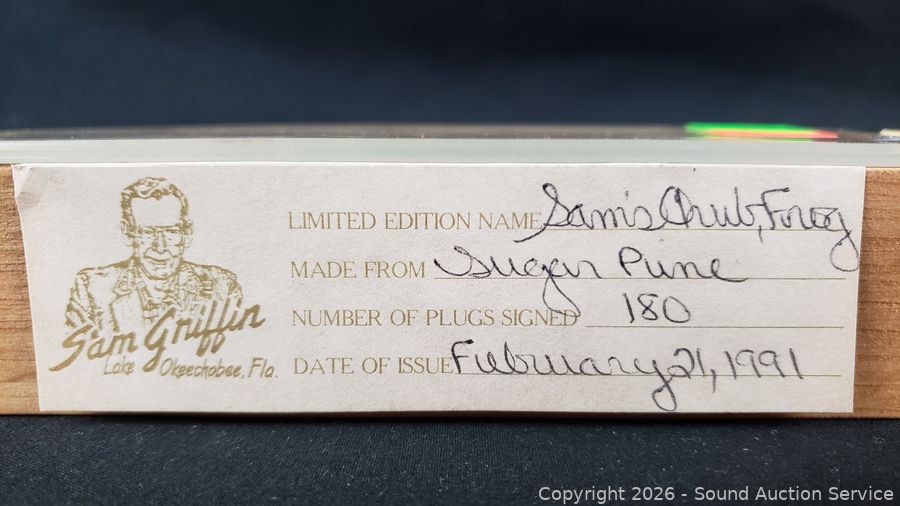 LIMITED EDITION NAME Sam's Chub, Frog
MADE FROM Sugar Pine
NUMBER OF PLUGS SIGNED 180
DATE OF ISSUE February 21, 1991
Sam Griffin
Lake Okeechobee, Fla.
Copyright © 2026 - Sound Auction Service